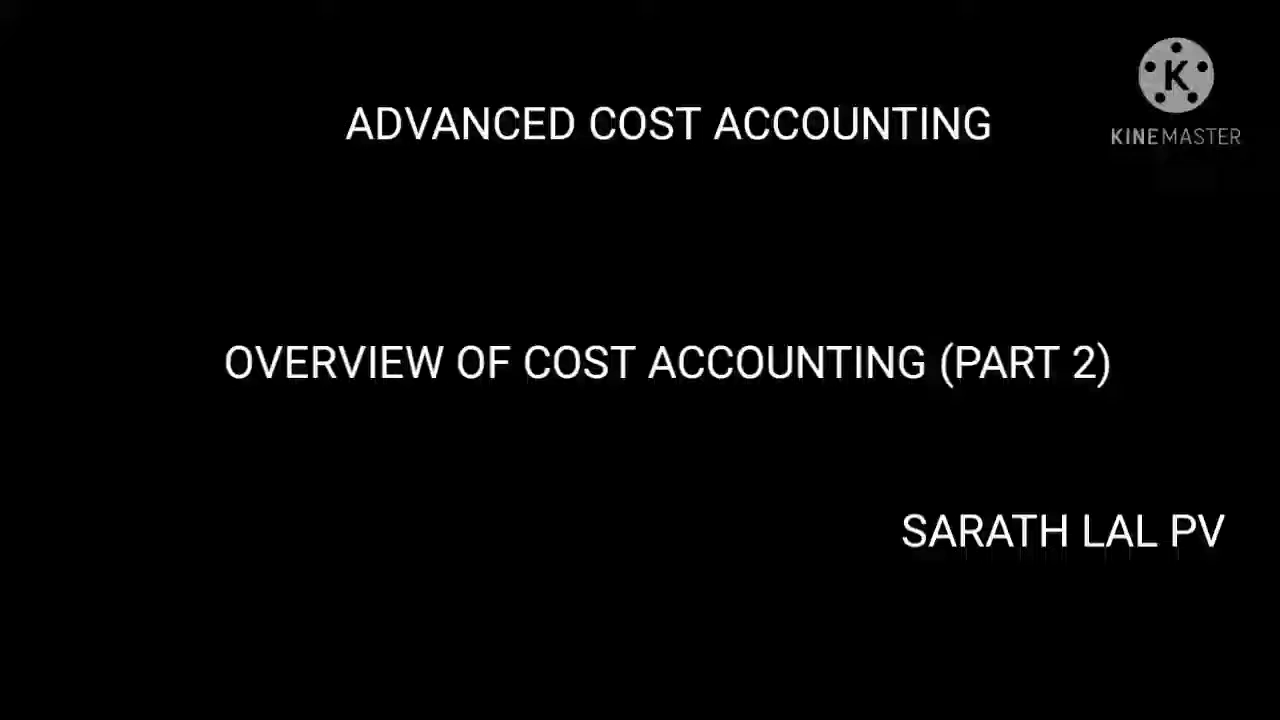 ADVANCED COST ACCOUNTING
K
KINEMASTER
OVERVIEW OF COST ACCOUNTING (PART 2)
SARATH LAL PV